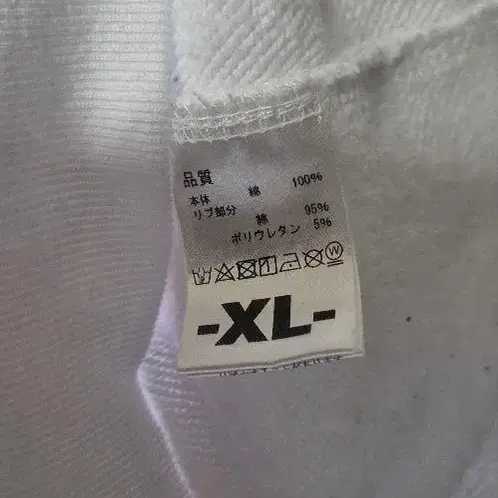 品質
本体 綿 100%
リブ部分 綿 95%
ポリウレタン 5%
-XL-